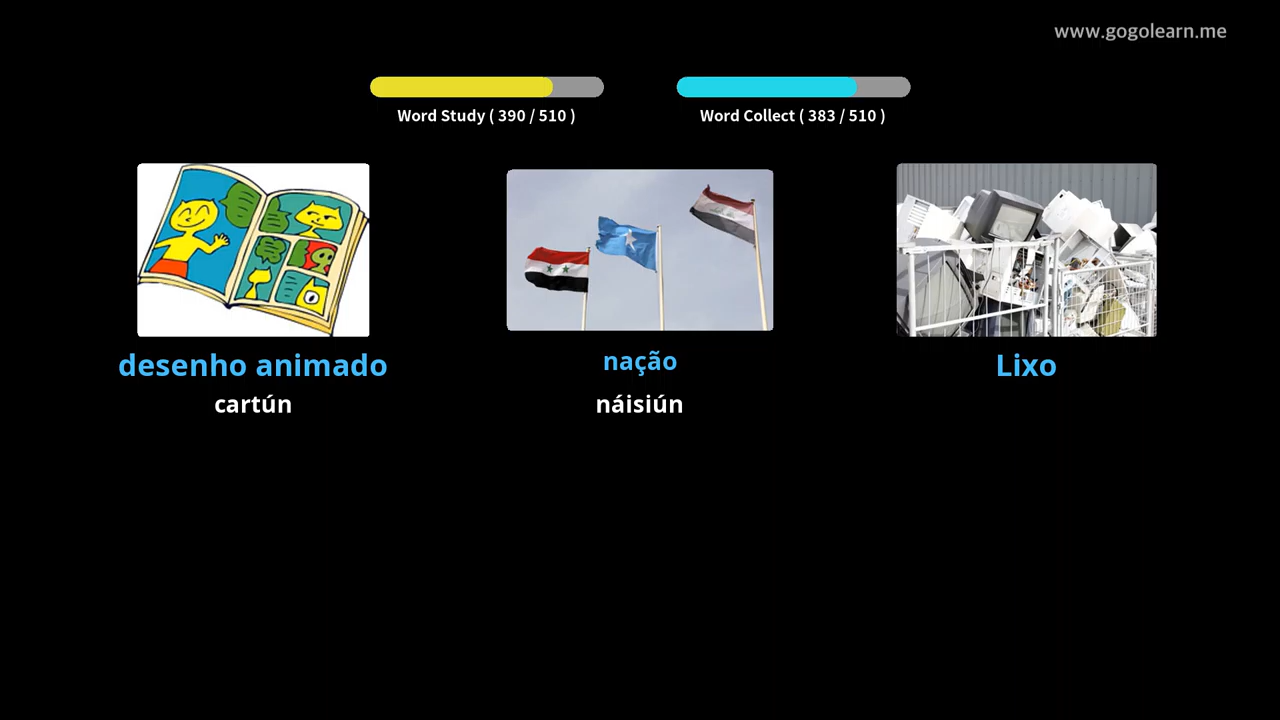 www.gogolearn.me
Word Study ( 390 / 510 )
Word Collect ( 383 / 510 )
desenho animado
nação
Lixo
cartún
náisiún